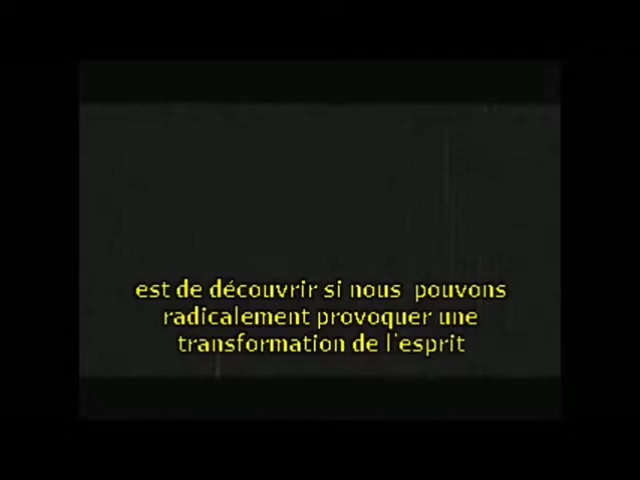 est de découvrir si nous  pouvons
radicalement provoquer une
transformation de l'esprit